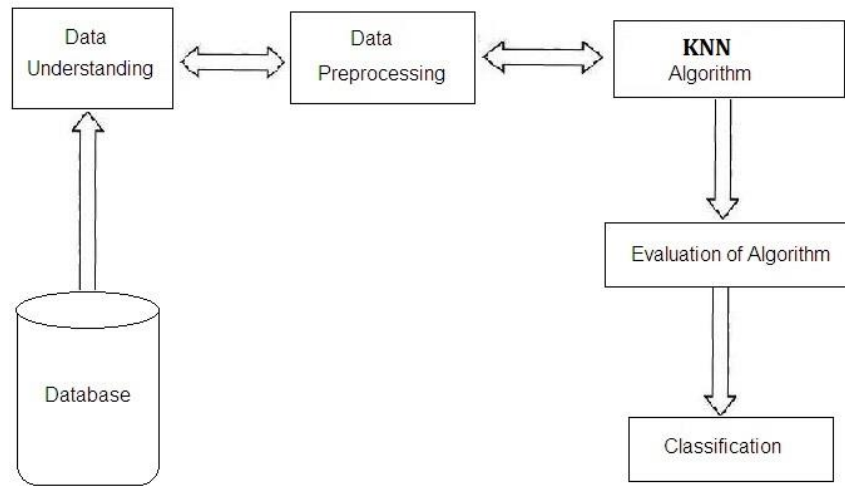 Data
Understanding
Data
Preprocessing
KNN
Algorithm
Evaluation of Algorithm
Database
Classification